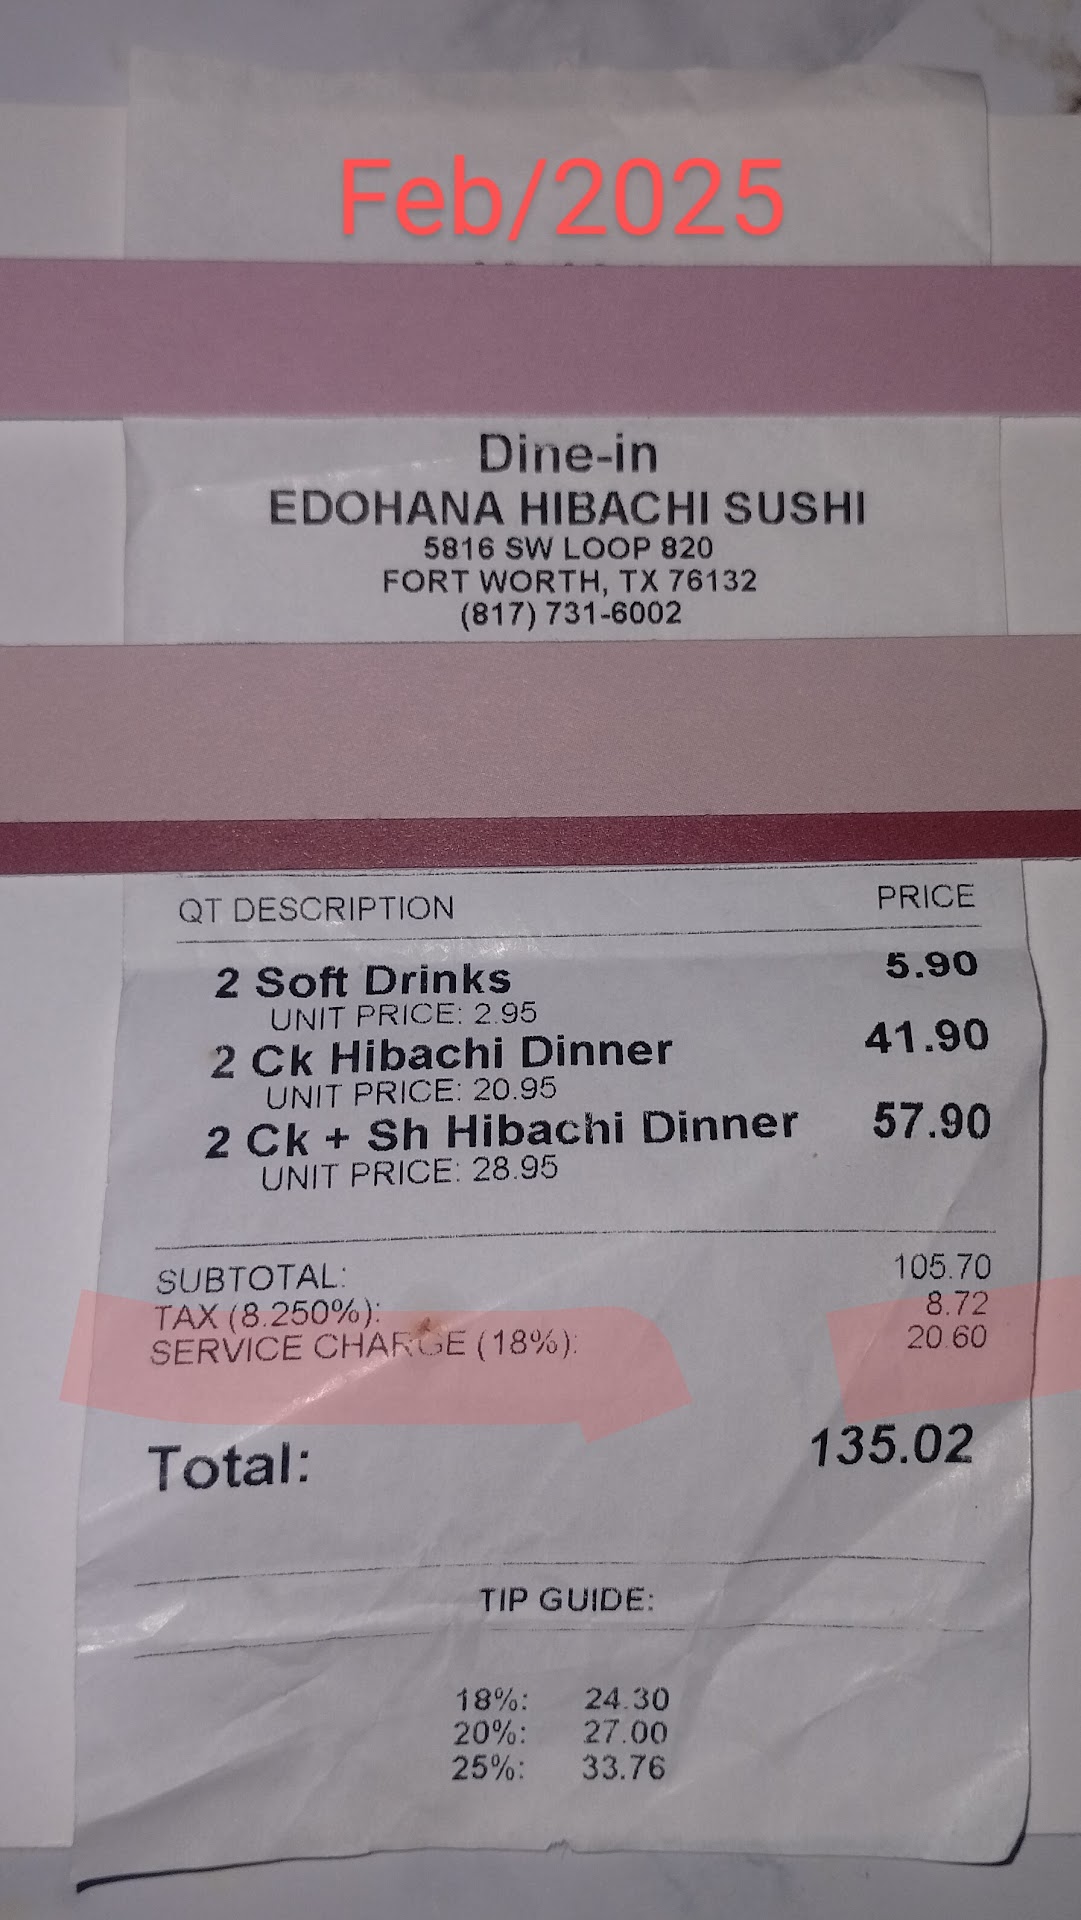 Feb/2025
Dine-in
EDOHANA HIBACHI SUSHI
5816 SW LOOP 820
FORT WORTH, TX 76132
(817) 731-6002
QT DESCRIPTION PRICE
2 Soft Drinks 5.90
UNIT PRICE: 2.95
2 Ck Hibachi Dinner 41.90
UNIT PRICE: 20.95
2 Ck + Sh Hibachi Dinner 57.90
UNIT PRICE: 28.95
SUBTOTAL: 105.70
TAX (8.250%): 8.72
SERVICE CHARGE (18%): 20.60
Total: 135.02
TIP GUIDE:
18%: 24.30
20%: 27.00
25%: 33.76